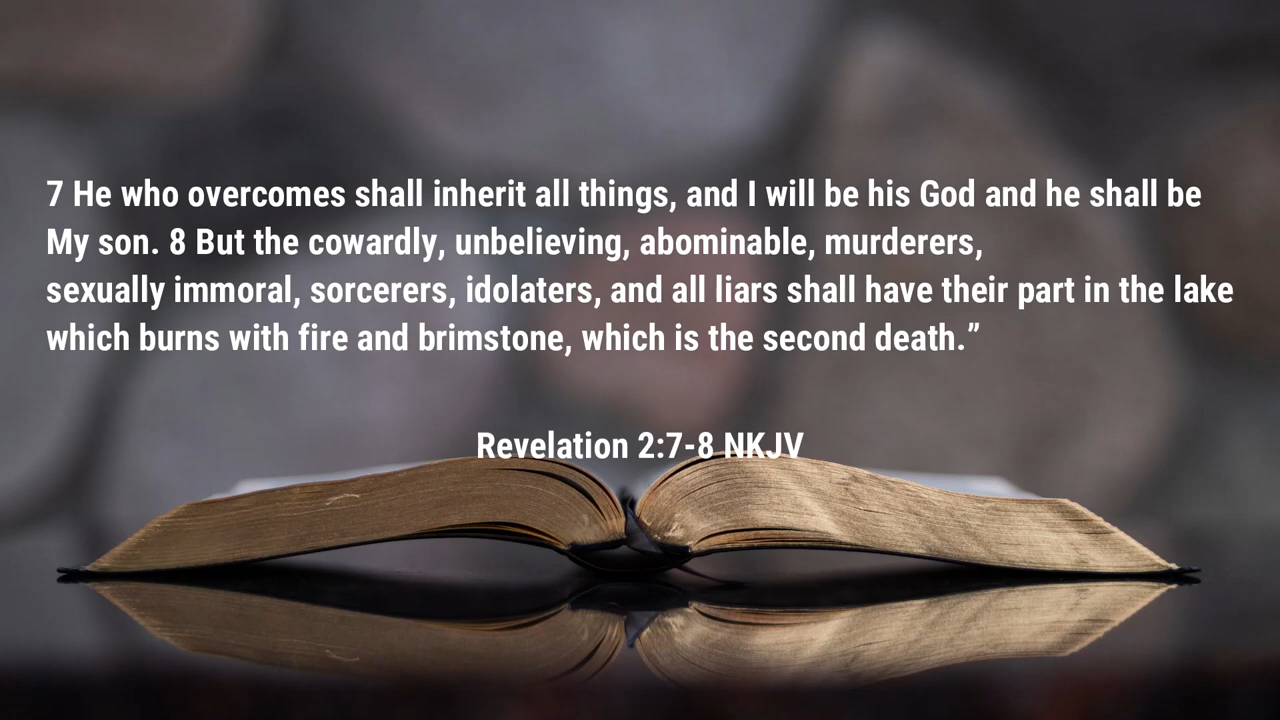 7 He who overcomes shall inherit all things, and I will be his God and he shall be
My son. 8 But the cowardly, unbelieving, abominable, murderers,
sexually immoral, sorcerers, idolaters, and all liars shall have their part in the lake
which burns with fire and brimstone, which is the second death.”
Revelation 2:7-8 NKJV